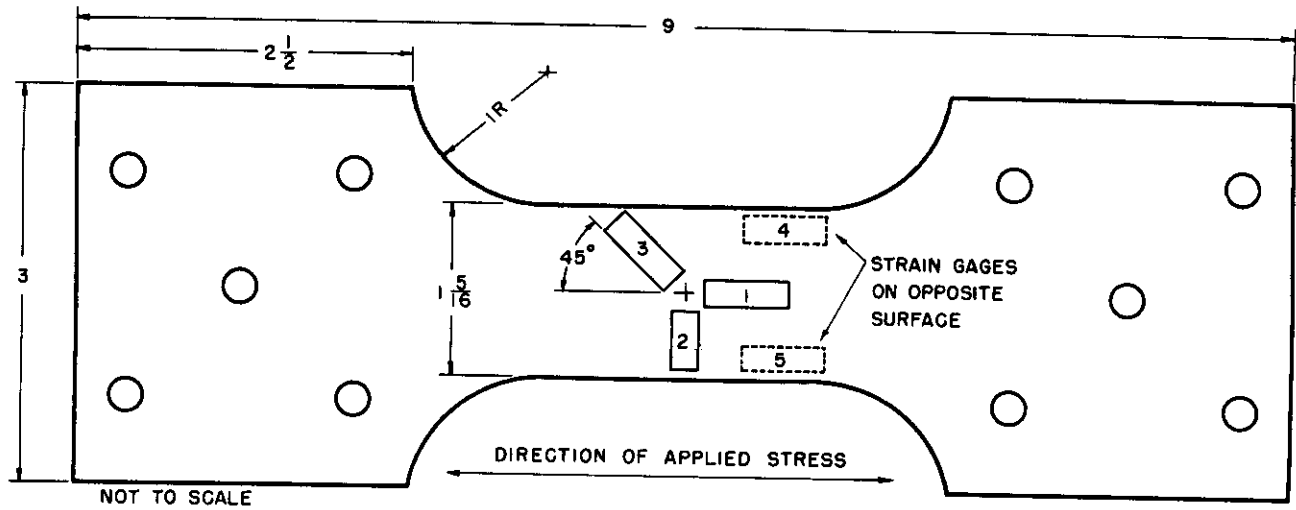 9
2 1/2
1R
3
45°
3
4
1 5/16
1
STRAIN GAGES
ON OPPOSITE
SURFACE
2
5
DIRECTION OF APPLIED STRESS
NOT TO SCALE